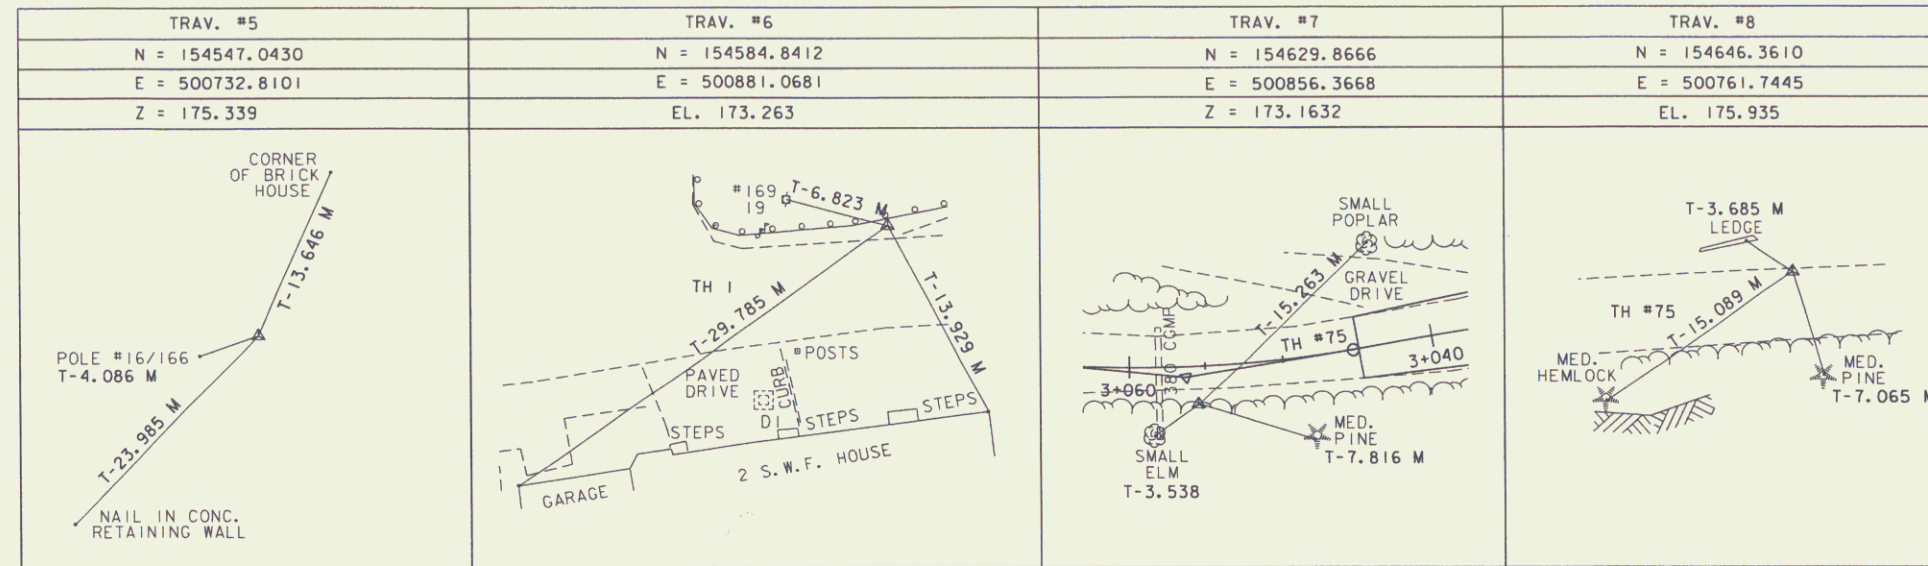 TRAV. #5
N = 154547.0430
E = 500732.8101
Z = 175.339
CORNER
OF BRICK
HOUSE
T-13.646 M
POLE #16/166
T-4.086 M
T-23.985 M
NAIL IN CONC.
RETAINING WALL
TRAV. #6
N = 154584.8412
E = 500881.0681
EL. 173.263
#169
19
T-6.823 M
TH 1
T-29.785 M
T-13.929 M
POSTS
PAVED
DRIVE
CURB
DI
STEPS
STEPS
STEPS
2 S.W.F. HOUSE
GARAGE
TRAV. #7
N = 154629.8666
E = 500856.3668
Z = 173.1632
SMALL
POPLAR
T-15.263 M
GRAVEL
DRIVE
TH #75
380 CGMP
3+040
3+060
MED.
PINE
T-7.816 M
SMALL
ELM
T-3.538
TRAV. #8
N = 154646.3610
E = 500761.7445
EL. 175.935
T-3.685 M
LEDGE
TH #75
T-15.089 M
MED.
HEMLOCK
MED.
PINE
T-7.065 M